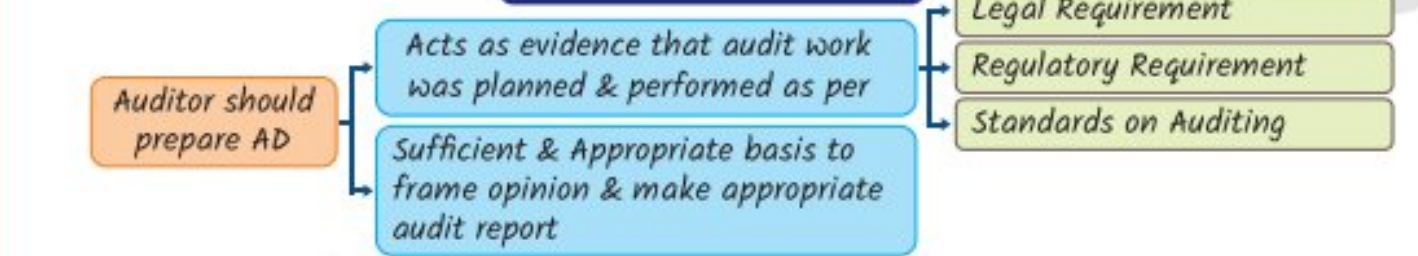 Auditor should
prepare AD
Acts as evidence that audit work
was planned & performed as per
Legal Requirement
Regulatory Requirement
Standards on Auditing
Sufficient & Appropriate basis to
frame opinion & make appropriate
audit report